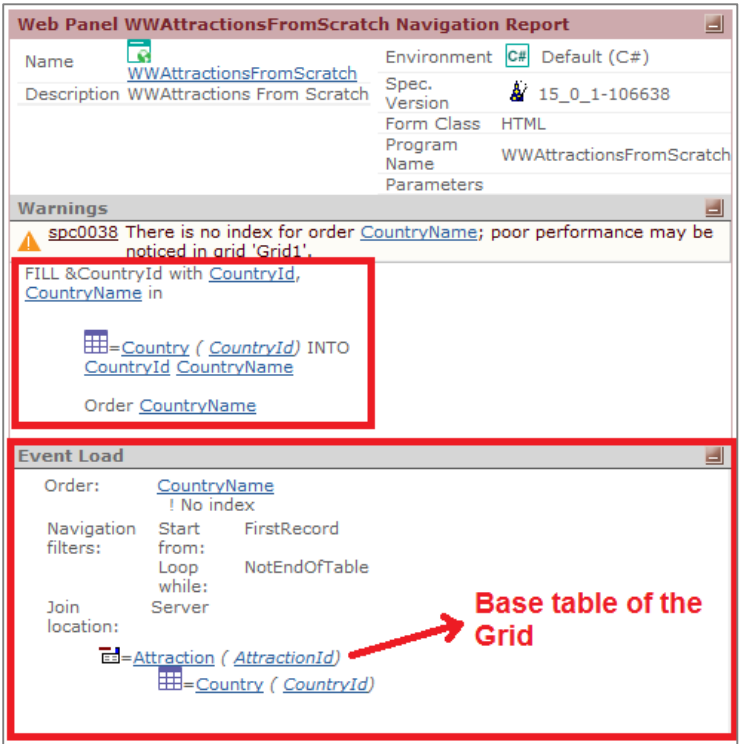 Web Panel WWAttractionsFromScratch Navigation Report
Name WWAttractionsFromScratch
Description WWAttractions From Scratch
Environment C# Default (C#)
Spec. Version 15_0_1-106638
Form Class HTML
Program Name WWAttractionsFromScratch
Parameters
Warnings
spc0038 There is no index for order CountryName; poor performance may be
noticed in grid 'Grid1'.
FILL &CountryId with CountryId,
CountryName in
=Country ( CountryId) INTO
CountryId CountryName
Order CountryName
Event Load
Order: CountryName
! No index
Navigation filters: Start from: FirstRecord
Loop while: NotEndOfTable
Join location: Server
=Attraction ( AttractionId)
=Country ( CountryId)
Base table of the
Grid